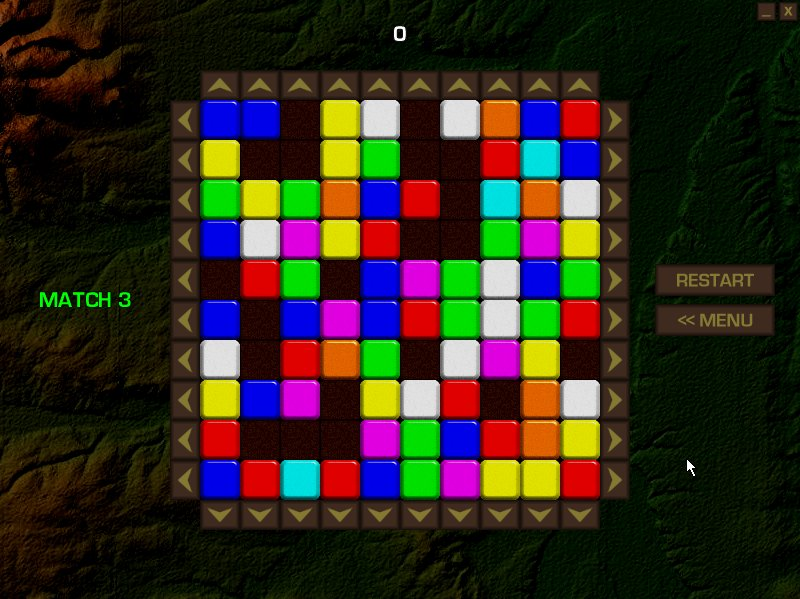 _ X
0
MATCH 3
RESTART
<< MENU